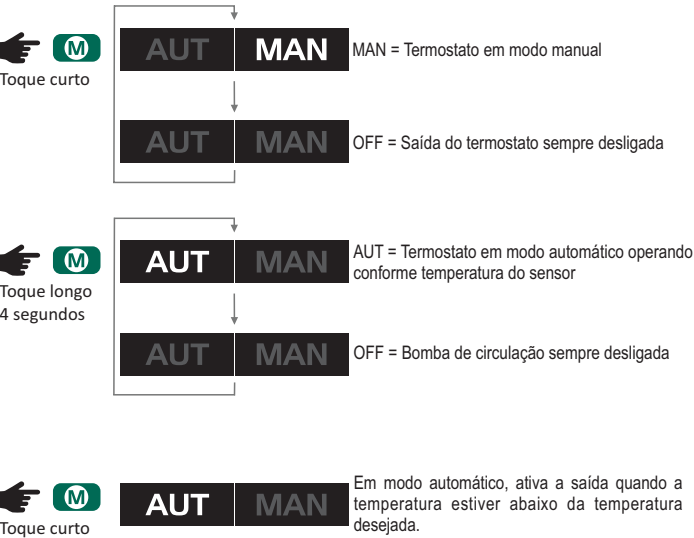 M
Toque curto
AUT MAN
MAN = Termostato em modo manual
AUT MAN
OFF = Saída do termostato sempre desligada
M
Toque longo
4 segundos
AUT MAN
AUT = Termostato em modo automático operando
conforme temperatura do sensor
AUT MAN
OFF = Bomba de circulação sempre desligada
M
Toque curto
AUT MAN
Em modo automático, ativa a saída quando a
temperatura estiver abaixo da temperatura
desejada.